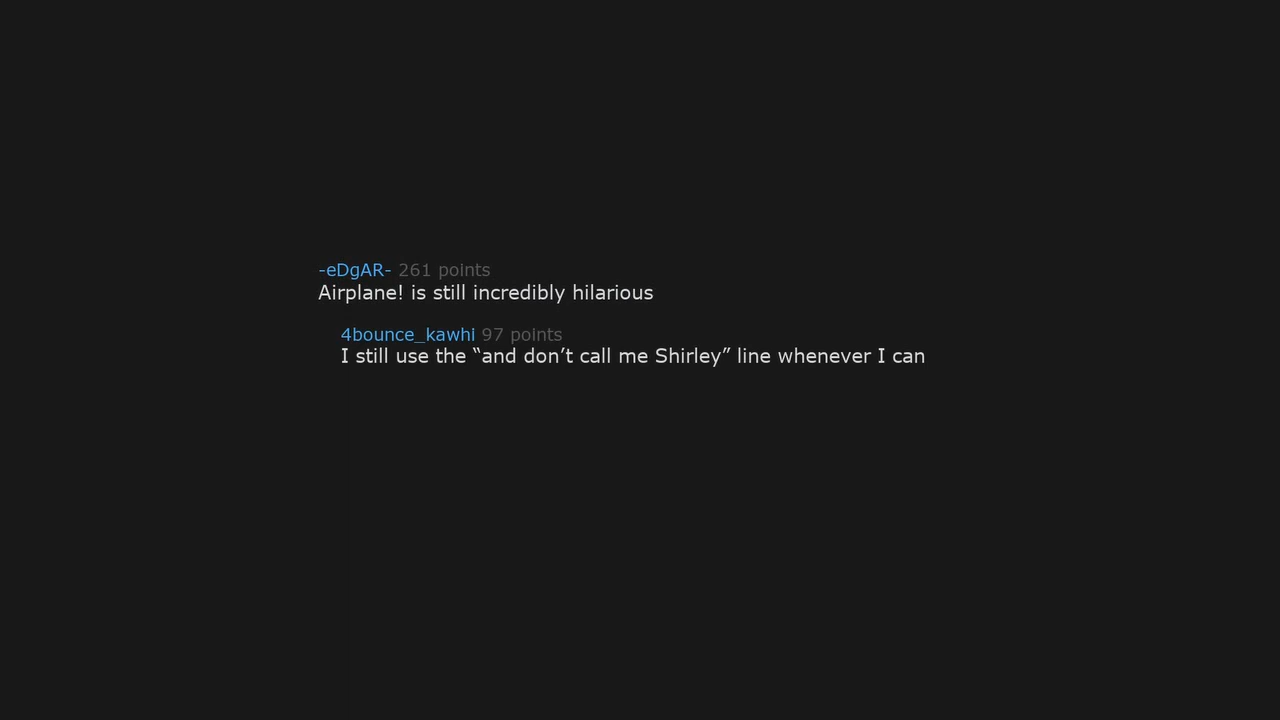 -eDgAR- 261 points
Airplane! is still incredibly hilarious
4bounce_kawhi 97 points
I still use the “and don’t call me Shirley” line whenever I can